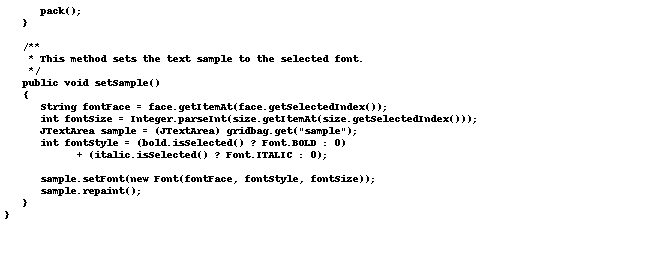 pack();
}
/**
* This method sets the text sample to the selected font.
*/
public void setSample()
{
String fontFace = face.getItemAt(face.getSelectedIndex());
int fontSize = Integer.parseInt(size.getItemAt(size.getSelectedIndex()));
JTextArea sample = (JTextArea) gridbag.get("sample");
int fontStyle = (bold.isSelected() ? Font.BOLD : 0)
+ (italic.isSelected() ? Font.ITALIC : 0);
sample.setFont(new Font(fontFace, fontStyle, fontSize));
sample.repaint();
}
}